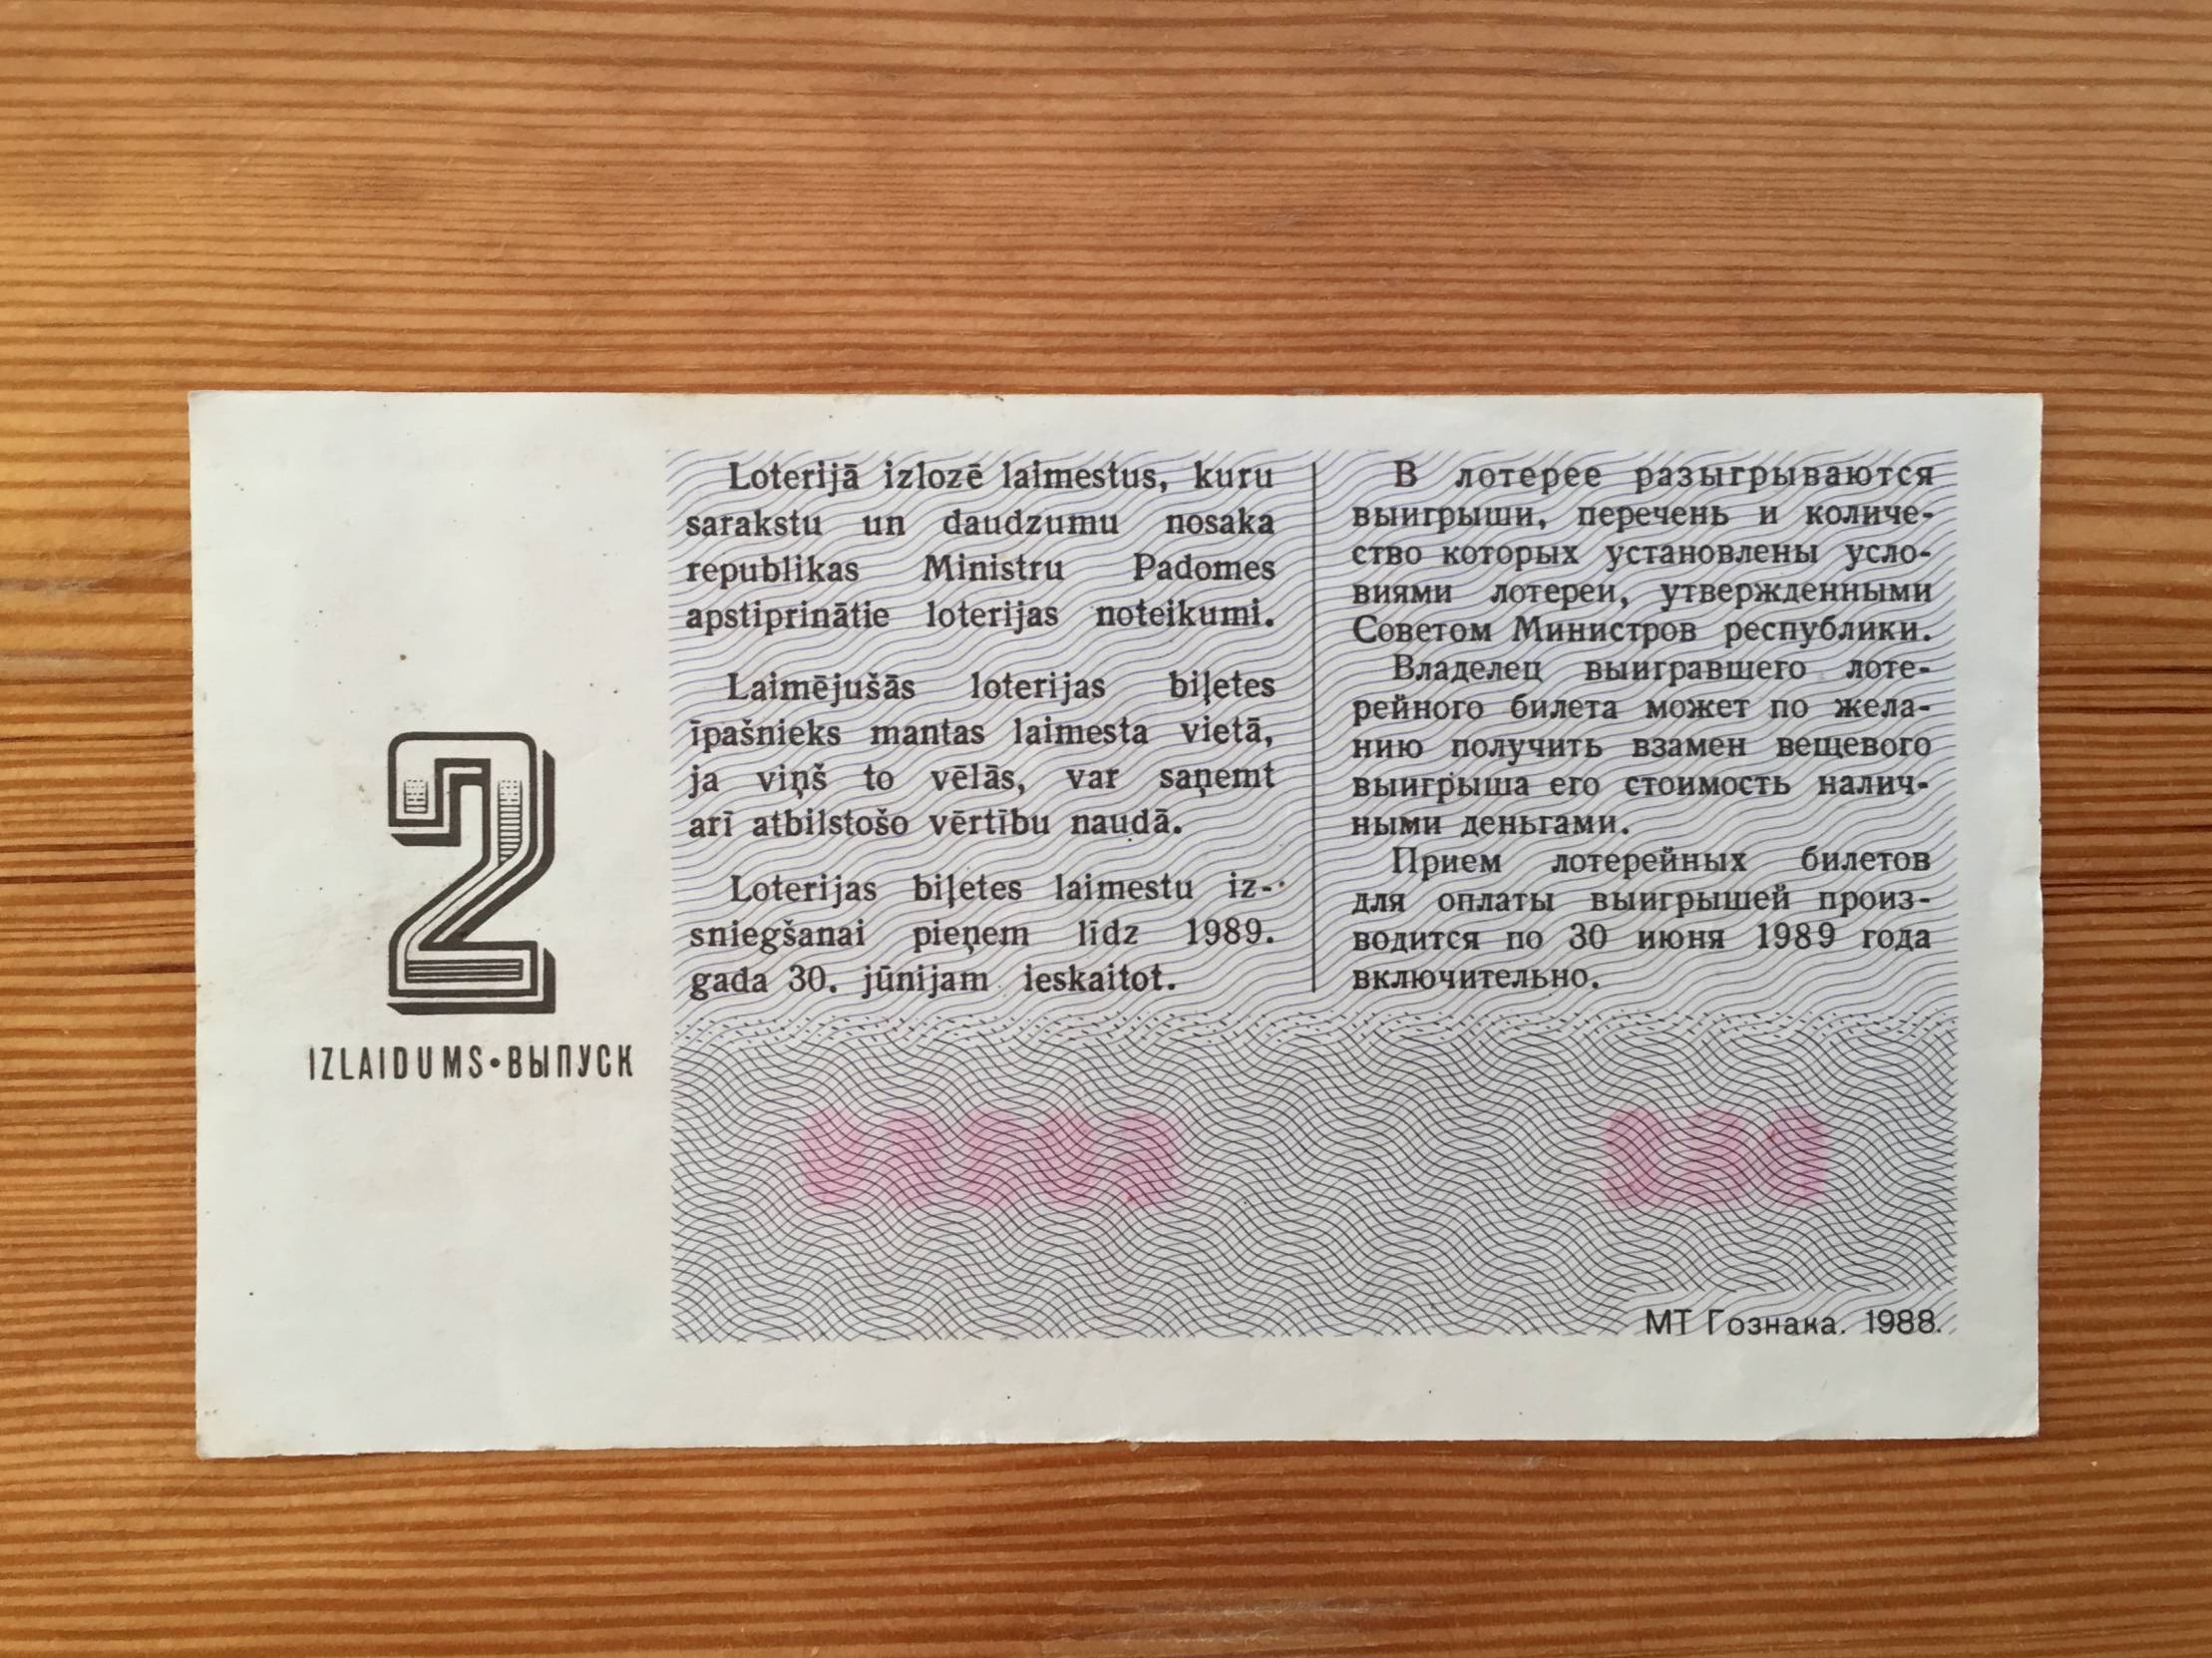 Loterijā izlozē laimestus, kuru
sarakstu un daudzumu nosaka
republikas Ministru Padomes
apstiprinātie loterijas noteikumi.
Laimējušās loterijas biļetes
īpašnieks mantas laimesta vietā,
ja viņš to vēlās, var saņemt
arī atbilstošo vērtību naudā.
Loterijas biļetes laimestu iz-
sniegšanai pieņem līdz 1989.
gada 30. jūnijam ieskaitot.
В лотерее разыгрываются
выигрыши, перечень и количе-
ство которых установлены усло-
виями лотереи, утвержденными
Советом Министров республики.
Владелец выигравшего лоте-
рейного билета может по жела-
нию получить взамен вещевого
выигрыша его стоимость налич-
ными деньгами.
Прием лотерейных билетов
для оплаты выигрышей произ-
водится по 30 июня 1989 года
включительно.
2
IZLAIDUMS•ВЫПУСК
МТ Гознака. 1988.